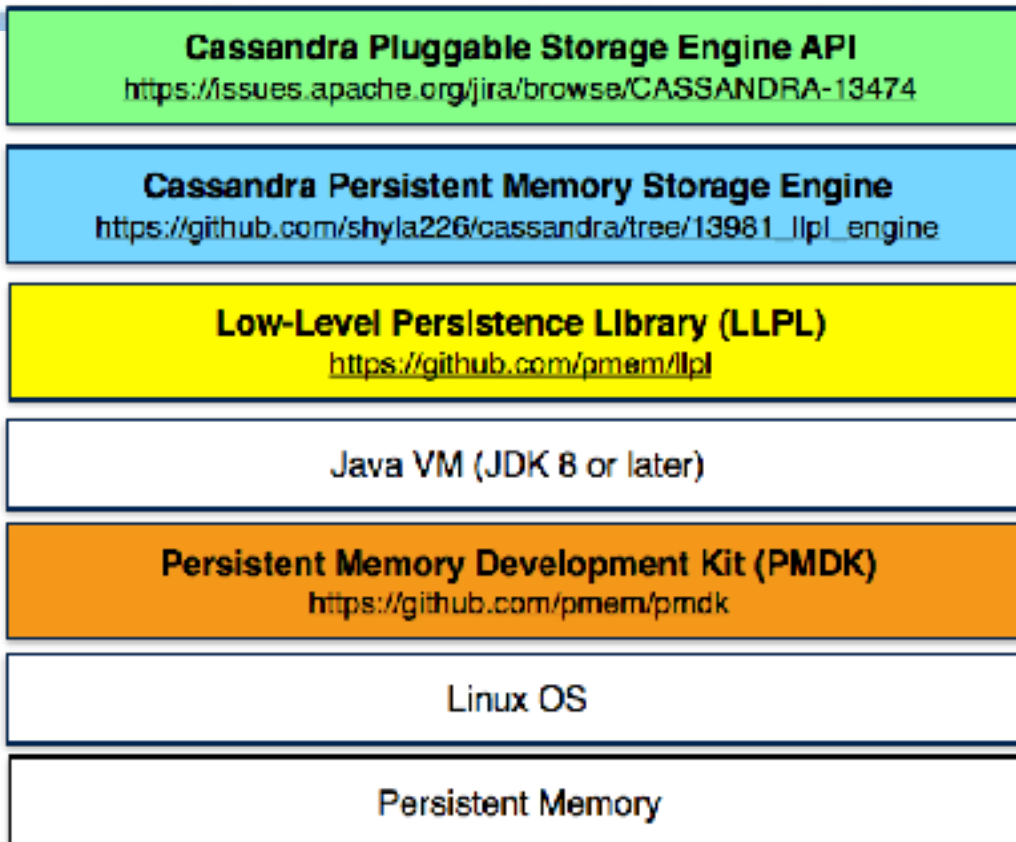 Cassandra Pluggable Storage Engine API
https://issues.apache.org/jira/browse/CASSANDRA-13474
Cassandra Persistent Memory Storage Engine
https://github.com/shyla226/cassandra/tree/13981_llpl_engine
Low-Level Persistence Library (LLPL)
https://github.com/pmem/llpl
Java VM (JDK 8 or later)
Persistent Memory Development Kit (PMDK)
https://github.com/pmem/pmdk
Linux OS
Persistent Memory